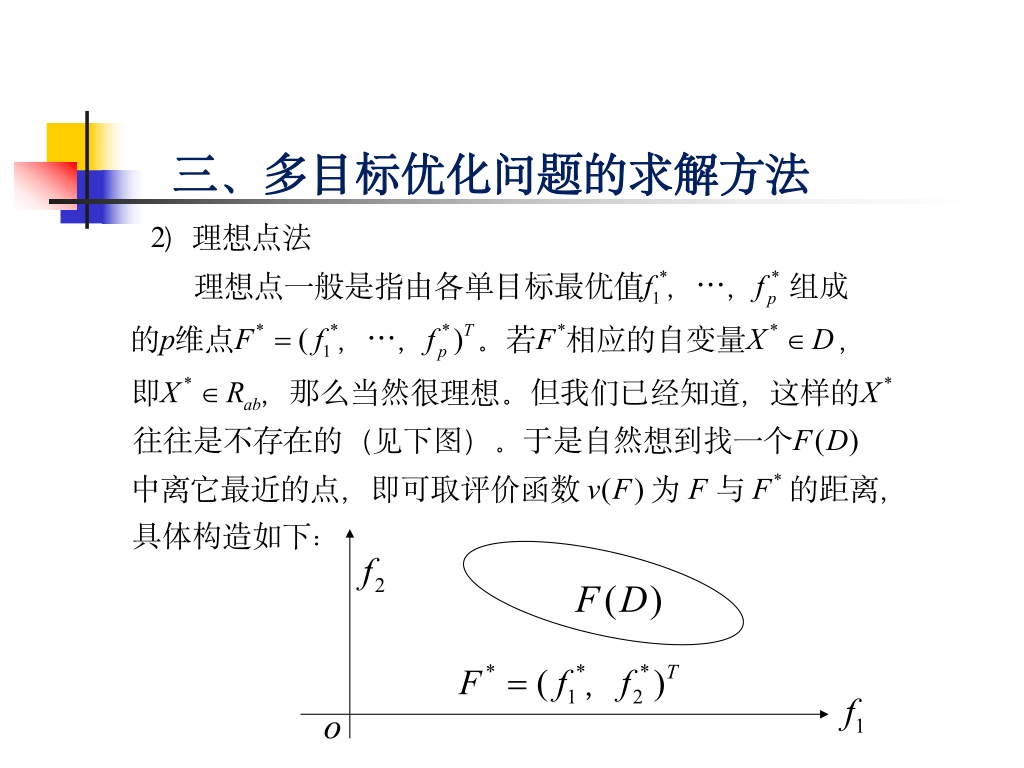 三、多目标优化问题的求解方法
2）理想点法
理想点一般是指由各单目标最优值f₁*，…，fₚ* 组成
的p维点F* = (f₁*，…，fₚ*)ᵀ。若F*相应的自变量X* ∈ D，
即X* ∈ R_ab，那么当然很理想。但我们已经知道，这样的X*
往往是不存在的（见下图）。于是自然想到找一个F(D)
中离它最近的点，即可取评价函数 v(F) 为 F 与 F* 的距离，
具体构造如下：
f₂
F(D)
F* = (f₁*，f₂*)ᵀ
f₁
o